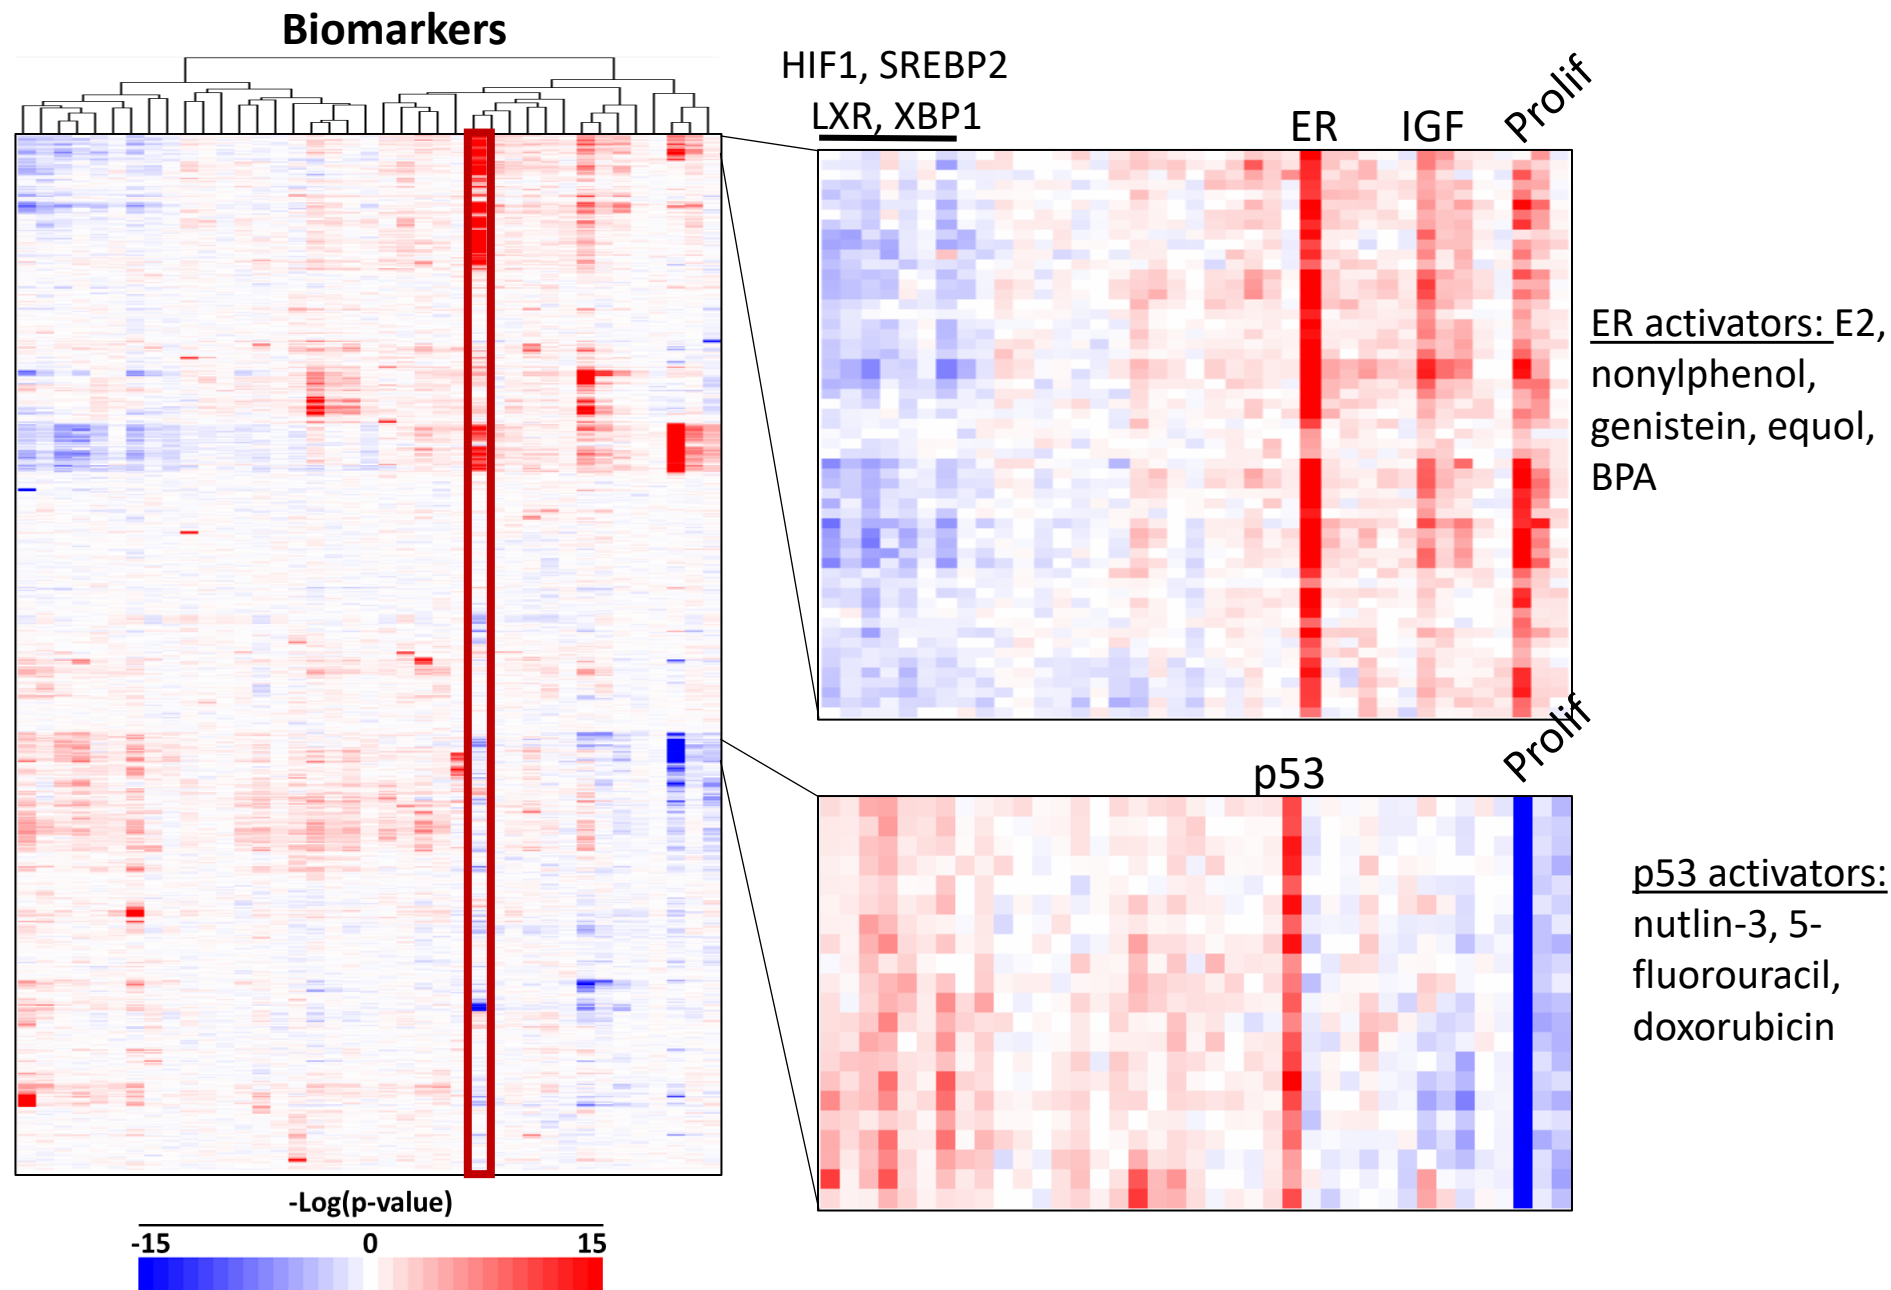 Biomarkers
HIF1, SREBP2
LXR, XBP1
ER
IGF
Prolif
ER activators: E2,
nonylphenol,
genistein, equol,
BPA
p53
Prolif
p53 activators:
nutlin-3, 5-
fluorouracil,
doxorubicin
-Log(p-value)
-15
0
15